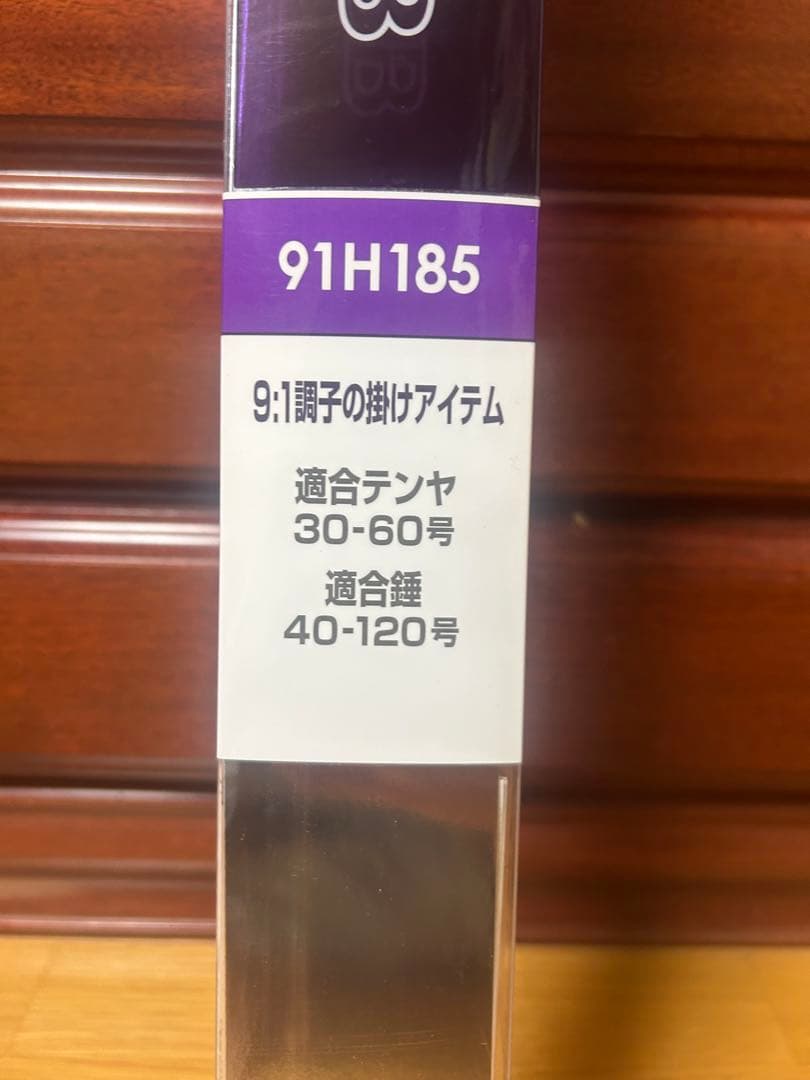 B
91H185
9:1調子の掛けアイテム
適合テンヤ
30-60号
適合錘
40-120号